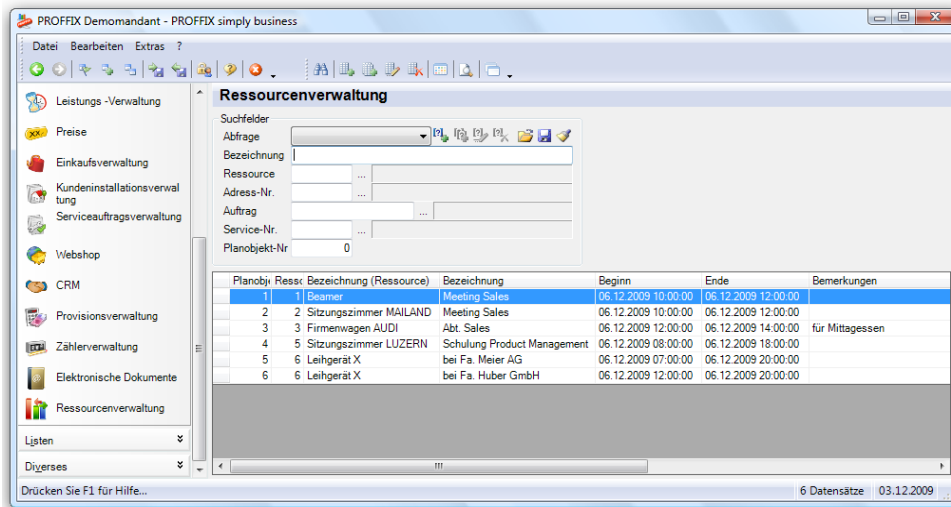 PROFFIX Demomandant - PROFFIX simply business
Datei Bearbeiten Extras ?
Leistungs -Verwaltung
XX.-
Preise
Einkaufsverwaltung
Kundeninstallationsverwal
tung
Serviceauftragsverwaltung
Webshop
CRM
Provisionsverwaltung
Zählerverwaltung
Elektronische Dokumente
Ressourcenverwaltung
Listen
Diverses
Ressourcenverwaltung
Suchfelder
Abfrage
Bezeichnung
Ressource ...
Adress-Nr. ...
Auftrag ...
Service-Nr. ...
Planobjekt-Nr 0
Planobje Resso Bezeichnung (Ressource) Bezeichnung Beginn Ende Bemerkungen
1 1 Beamer Meeting Sales 06.12.2009 10:00:00 06.12.2009 12:00:00
2 2 Sitzungszimmer MAILAND Meeting Sales 06.12.2009 10:00:00 06.12.2009 12:00:00
3 3 Firmenwagen AUDI Abt. Sales 06.12.2009 12:00:00 06.12.2009 14:00:00 für Mittagessen
4 5 Sitzungszimmer LUZERN Schulung Product Management 06.12.2009 08:00:00 06.12.2009 18:00:00
5 6 Leihgerät X bei Fa. Meier AG 06.12.2009 07:00:00 06.12.2009 20:00:00
6 6 Leihgerät X bei Fa. Huber GmbH 06.12.2009 12:00:00 06.12.2009 20:00:00
Drücken Sie F1 für Hilfe... 6 Datensätze 03.12.2009